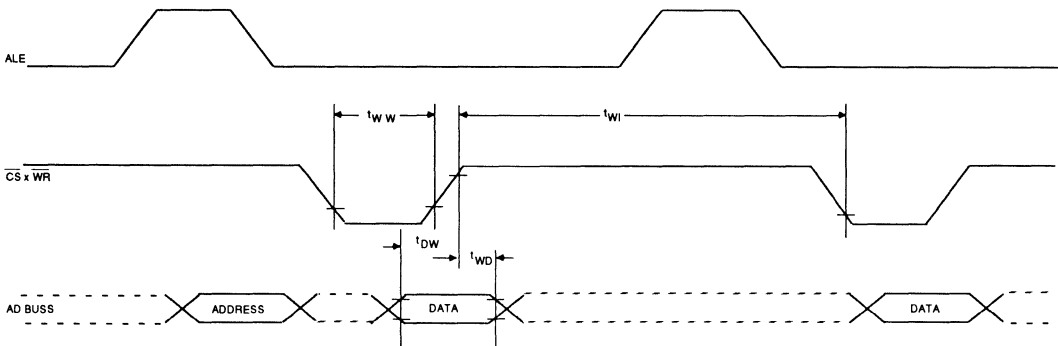 ALE
tWW
tWI
CS x WR
tDW
tWD
AD BUSS
ADDRESS
DATA
DATA